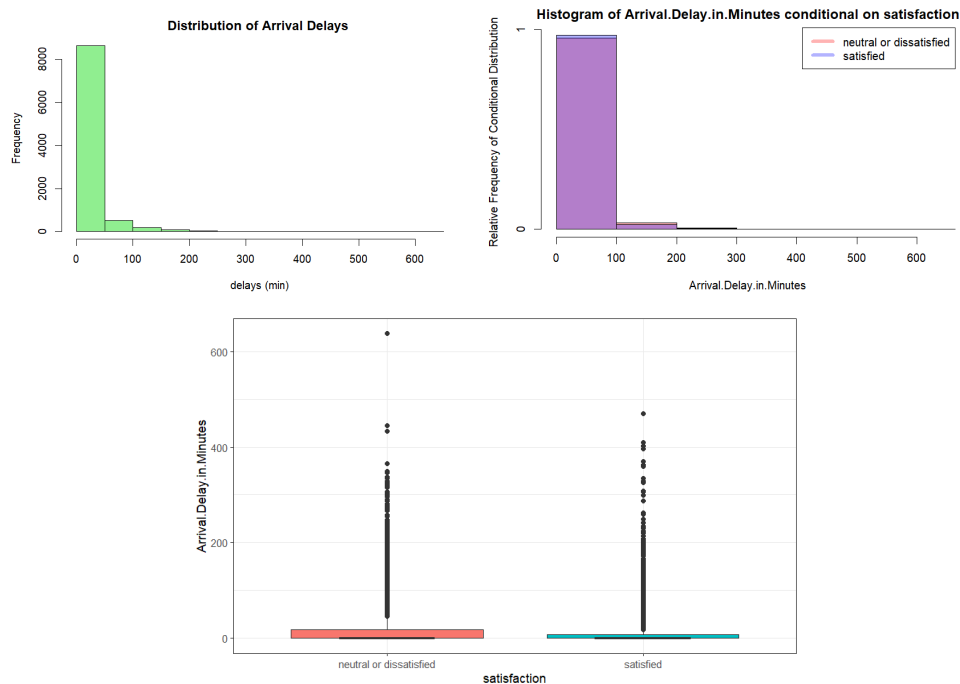 Distribution of Arrival Delays
Frequency
8000
6000
4000
2000
0
0 100 200 300 400 500 600
delays (min)
Histogram of Arrival.Delay.in.Minutes conditional on satisfaction
Relative Frequency of Conditional Distribution
1
0
neutral or dissatisfied
satisfied
0 100 200 300 400 500 600
Arrival.Delay.in.Minutes
Arrival.Delay.in.Minutes
600
400
200
0
neutral or dissatisfied satisfied
satisfaction